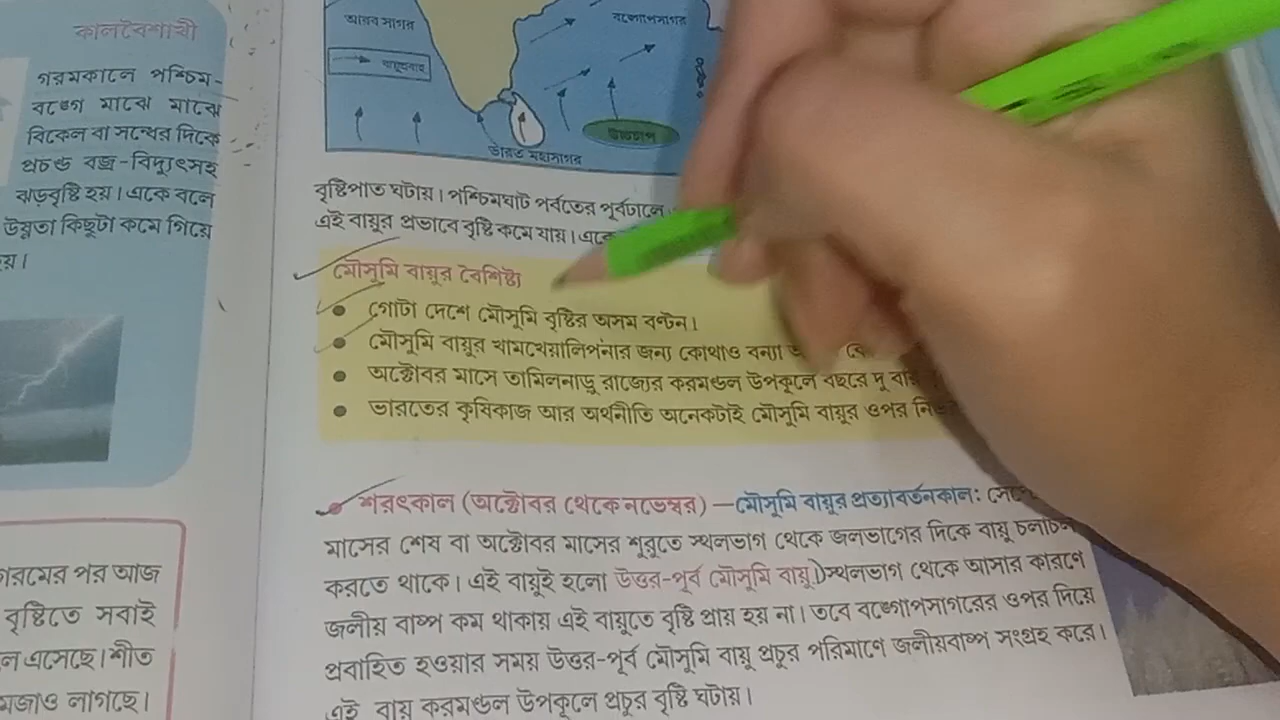 কালবৈশাখী
গরমকালে পশ্চিম-
বঙ্গে মাঝে মাঝে
বিকেল বা সন্ধের দিকে
প্রচণ্ড বজ্র-বিদ্যুৎসহ
ঝড়বৃষ্টি হয়। একে বলে
উষ্ণতা কিছুটা কমে গিয়ে
গরমের পর আজ
বৃষ্টিতে সবাই
এসেছে। শীত
লাগছে।
আরব সাগর
বঙ্গোপসাগর
বায়ুপ্রবাহ
উচ্চচাপ
ভারত মহাসাগর
বৃষ্টিপাত ঘটায়। পশ্চিমঘাট পর্বতের পূর্বঢালে
এই বায়ুর প্রভাবে বৃষ্টি কমে যায়।
মৌসুমি বায়ুর বৈশিষ্ট্য
• গোটা দেশে মৌসুমি বৃষ্টির অসম বণ্টন।
• মৌসুমি বায়ুর খামখেয়ালিপনার জন্য কোথাও বন্যা
• অক্টোবর মাসে তামিলনাড়ু রাজ্যের করমণ্ডল উপকূলে বছরে দু বার
• ভারতের কৃষিকাজ আর অর্থনীতি অনেকটাই মৌসুমি বায়ুর ওপর
• শরৎকাল (অক্টোবর থেকে নভেম্বর) — মৌসুমি বায়ুর প্রত্যাবর্তনকাল:
মাসের শেষ বা অক্টোবর মাসের শুরুতে স্থলভাগ থেকে জলভাগের দিকে বায়ু চলাচল
করতে থাকে। এই বায়ুই হলো উত্তর-পূর্ব মৌসুমি বায়ু। স্থলভাগ থেকে আসার কারণে
জলীয় বাষ্প কম থাকায় এই বায়ুতে বৃষ্টি প্রায় হয় না। তবে বঙ্গোপসাগরের ওপর দিয়ে
প্রবাহিত হওয়ার সময় উত্তর-পূর্ব মৌসুমি বায়ু প্রচুর পরিমাণে জলীয়বাষ্প সংগ্রহ করে।
এই বায়ু করমণ্ডল উপকূলে প্রচুর বৃষ্টি ঘটায়।